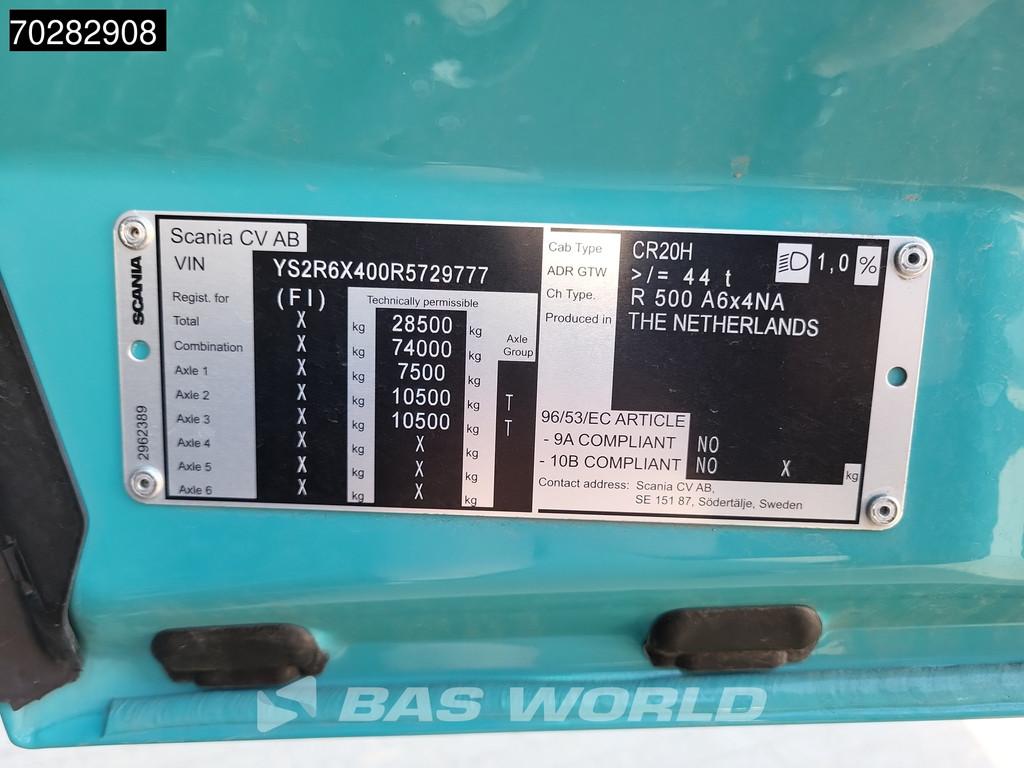 70282908
SCANIA
2962389
Scania CV AB
VIN YS2R6X400R5729777
Regist. for (FI) Technically permissible
Total X kg 28500 kg
Combination X kg 74000 kg Axle Group
Axle 1 X kg 7500 kg
Axle 2 X kg 10500 kg T
Axle 3 X kg 10500 kg T
Axle 4 X kg X kg
Axle 5 X kg X kg
Axle 6 X kg X kg
Cab Type CR20H 1,0 %
ADR GTW >/= 44 t
Ch Type. R 500 A6x4NA
Produced in THE NETHERLANDS
96/53/EC ARTICLE
- 9A COMPLIANT NO
- 10B COMPLIANT NO X kg
Contact address: Scania CV AB,
SE 151 87, Södertälje, Sweden
BAS WORLD